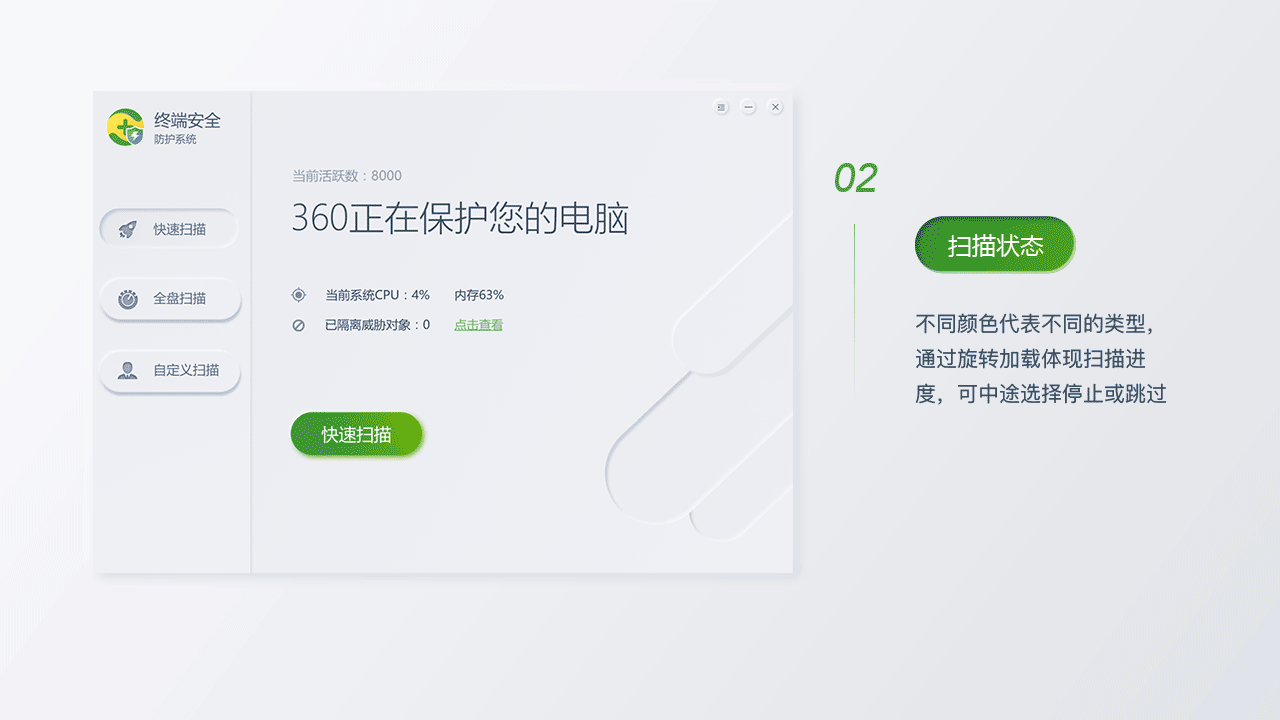 终端安全
防护系统
快速扫描
全盘扫描
自定义扫描
当前活跃数：8000
360正在保护您的电脑
当前系统CPU：4% 内存63%
已隔离威胁对象：0 点击查看
快速扫描
02
扫描状态
不同颜色代表不同的类型，
通过旋转加载体现扫描进
度，可中途选择停止或跳过